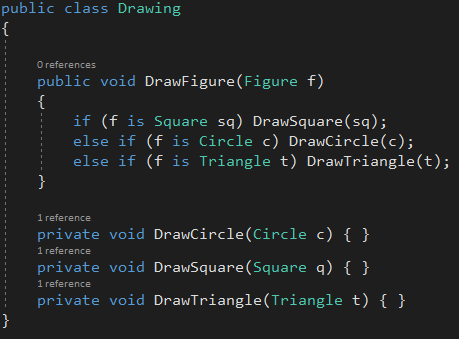 public class Drawing
{
0 references
public void DrawFigure(Figure f)
{
if (f is Square sq) DrawSquare(sq);
else if (f is Circle c) DrawCircle(c);
else if (f is Triangle t) DrawTriangle(t);
}
1 reference
private void DrawCircle(Circle c) { }
1 reference
private void DrawSquare(Square q) { }
1 reference
private void DrawTriangle(Triangle t) { }
}